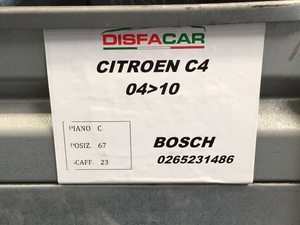 DISFACAR
CITROEN C4
04>10
PIANO C
POSIZ. 67
SCAFF. 23
BOSCH
0265231486